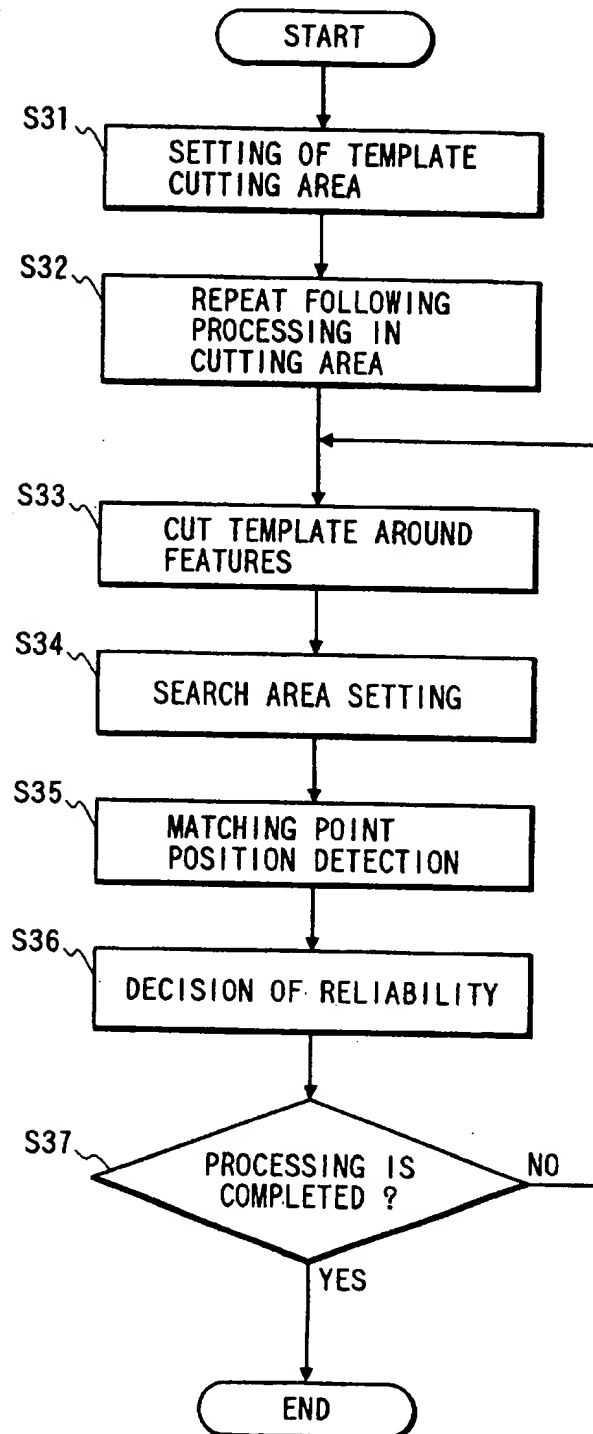 START
S31
SETTING OF TEMPLATE
CUTTING AREA
S32
REPEAT FOLLOWING
PROCESSING IN
CUTTING AREA
S33
CUT TEMPLATE AROUND
FEATURES
S34
SEARCH AREA SETTING
S35
MATCHING POINT
POSITION DETECTION
S36
DECISION OF RELIABILITY
S37
PROCESSING IS
COMPLETED ?
NO
YES
END